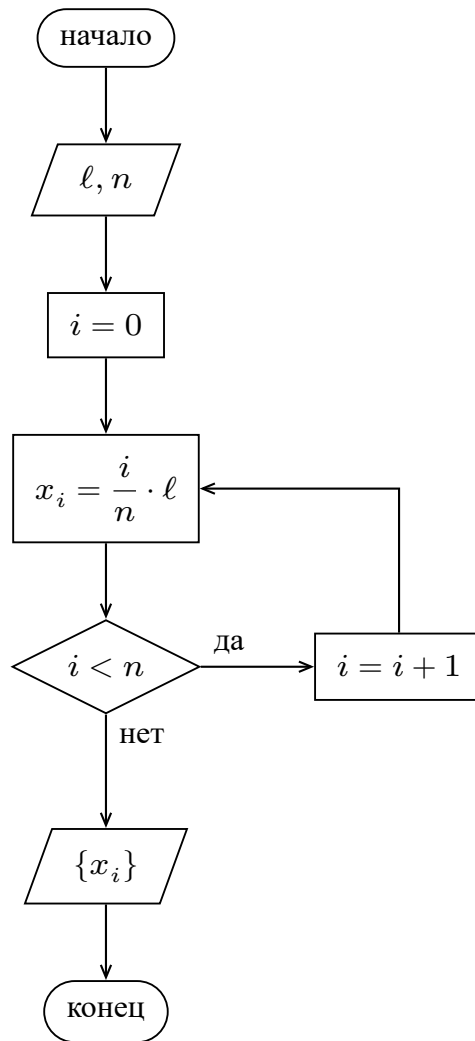 начало
ℓ, n
i = 0
x_i = i/n · ℓ
i < n
да
i = i + 1
нет
{x_i}
конец